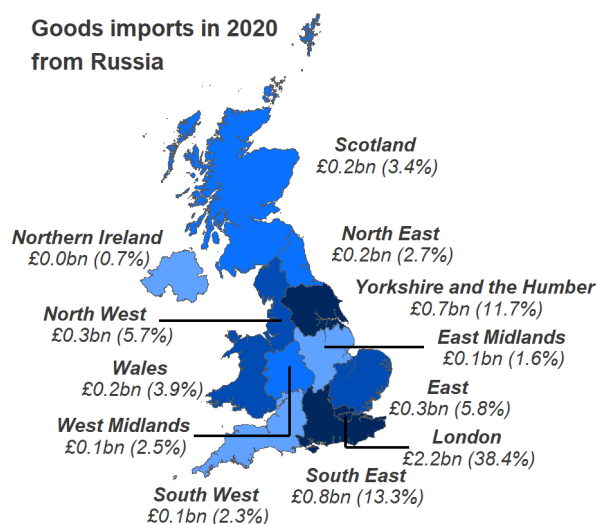 Goods imports in 2020
from Russia
Scotland
£0.2bn (3.4%)
Northern Ireland
£0.0bn (0.7%)
North East
£0.2bn (2.7%)
Yorkshire and the Humber
£0.7bn (11.7%)
North West
£0.3bn (5.7%)
East Midlands
£0.1bn (1.6%)
Wales
£0.2bn (3.9%)
East
£0.3bn (5.8%)
West Midlands
£0.1bn (2.5%)
London
£2.2bn (38.4%)
South East
£0.8bn (13.3%)
South West
£0.1bn (2.3%)